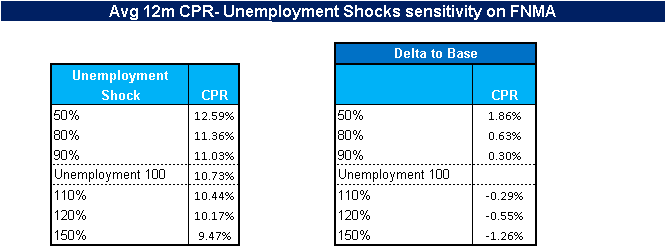 Avg 12m CPR- Unemployment Shocks sensitivity on FNMA
Unemployment
Shock CPR
50% 12.59%
80% 11.36%
90% 11.03%
Unemployment 100 10.73%
110% 10.44%
120% 10.17%
150% 9.47%
Delta to Base
CPR
50% 1.86%
80% 0.63%
90% 0.30%
Unemployment 100
110% -0.29%
120% -0.55%
150% -1.26%